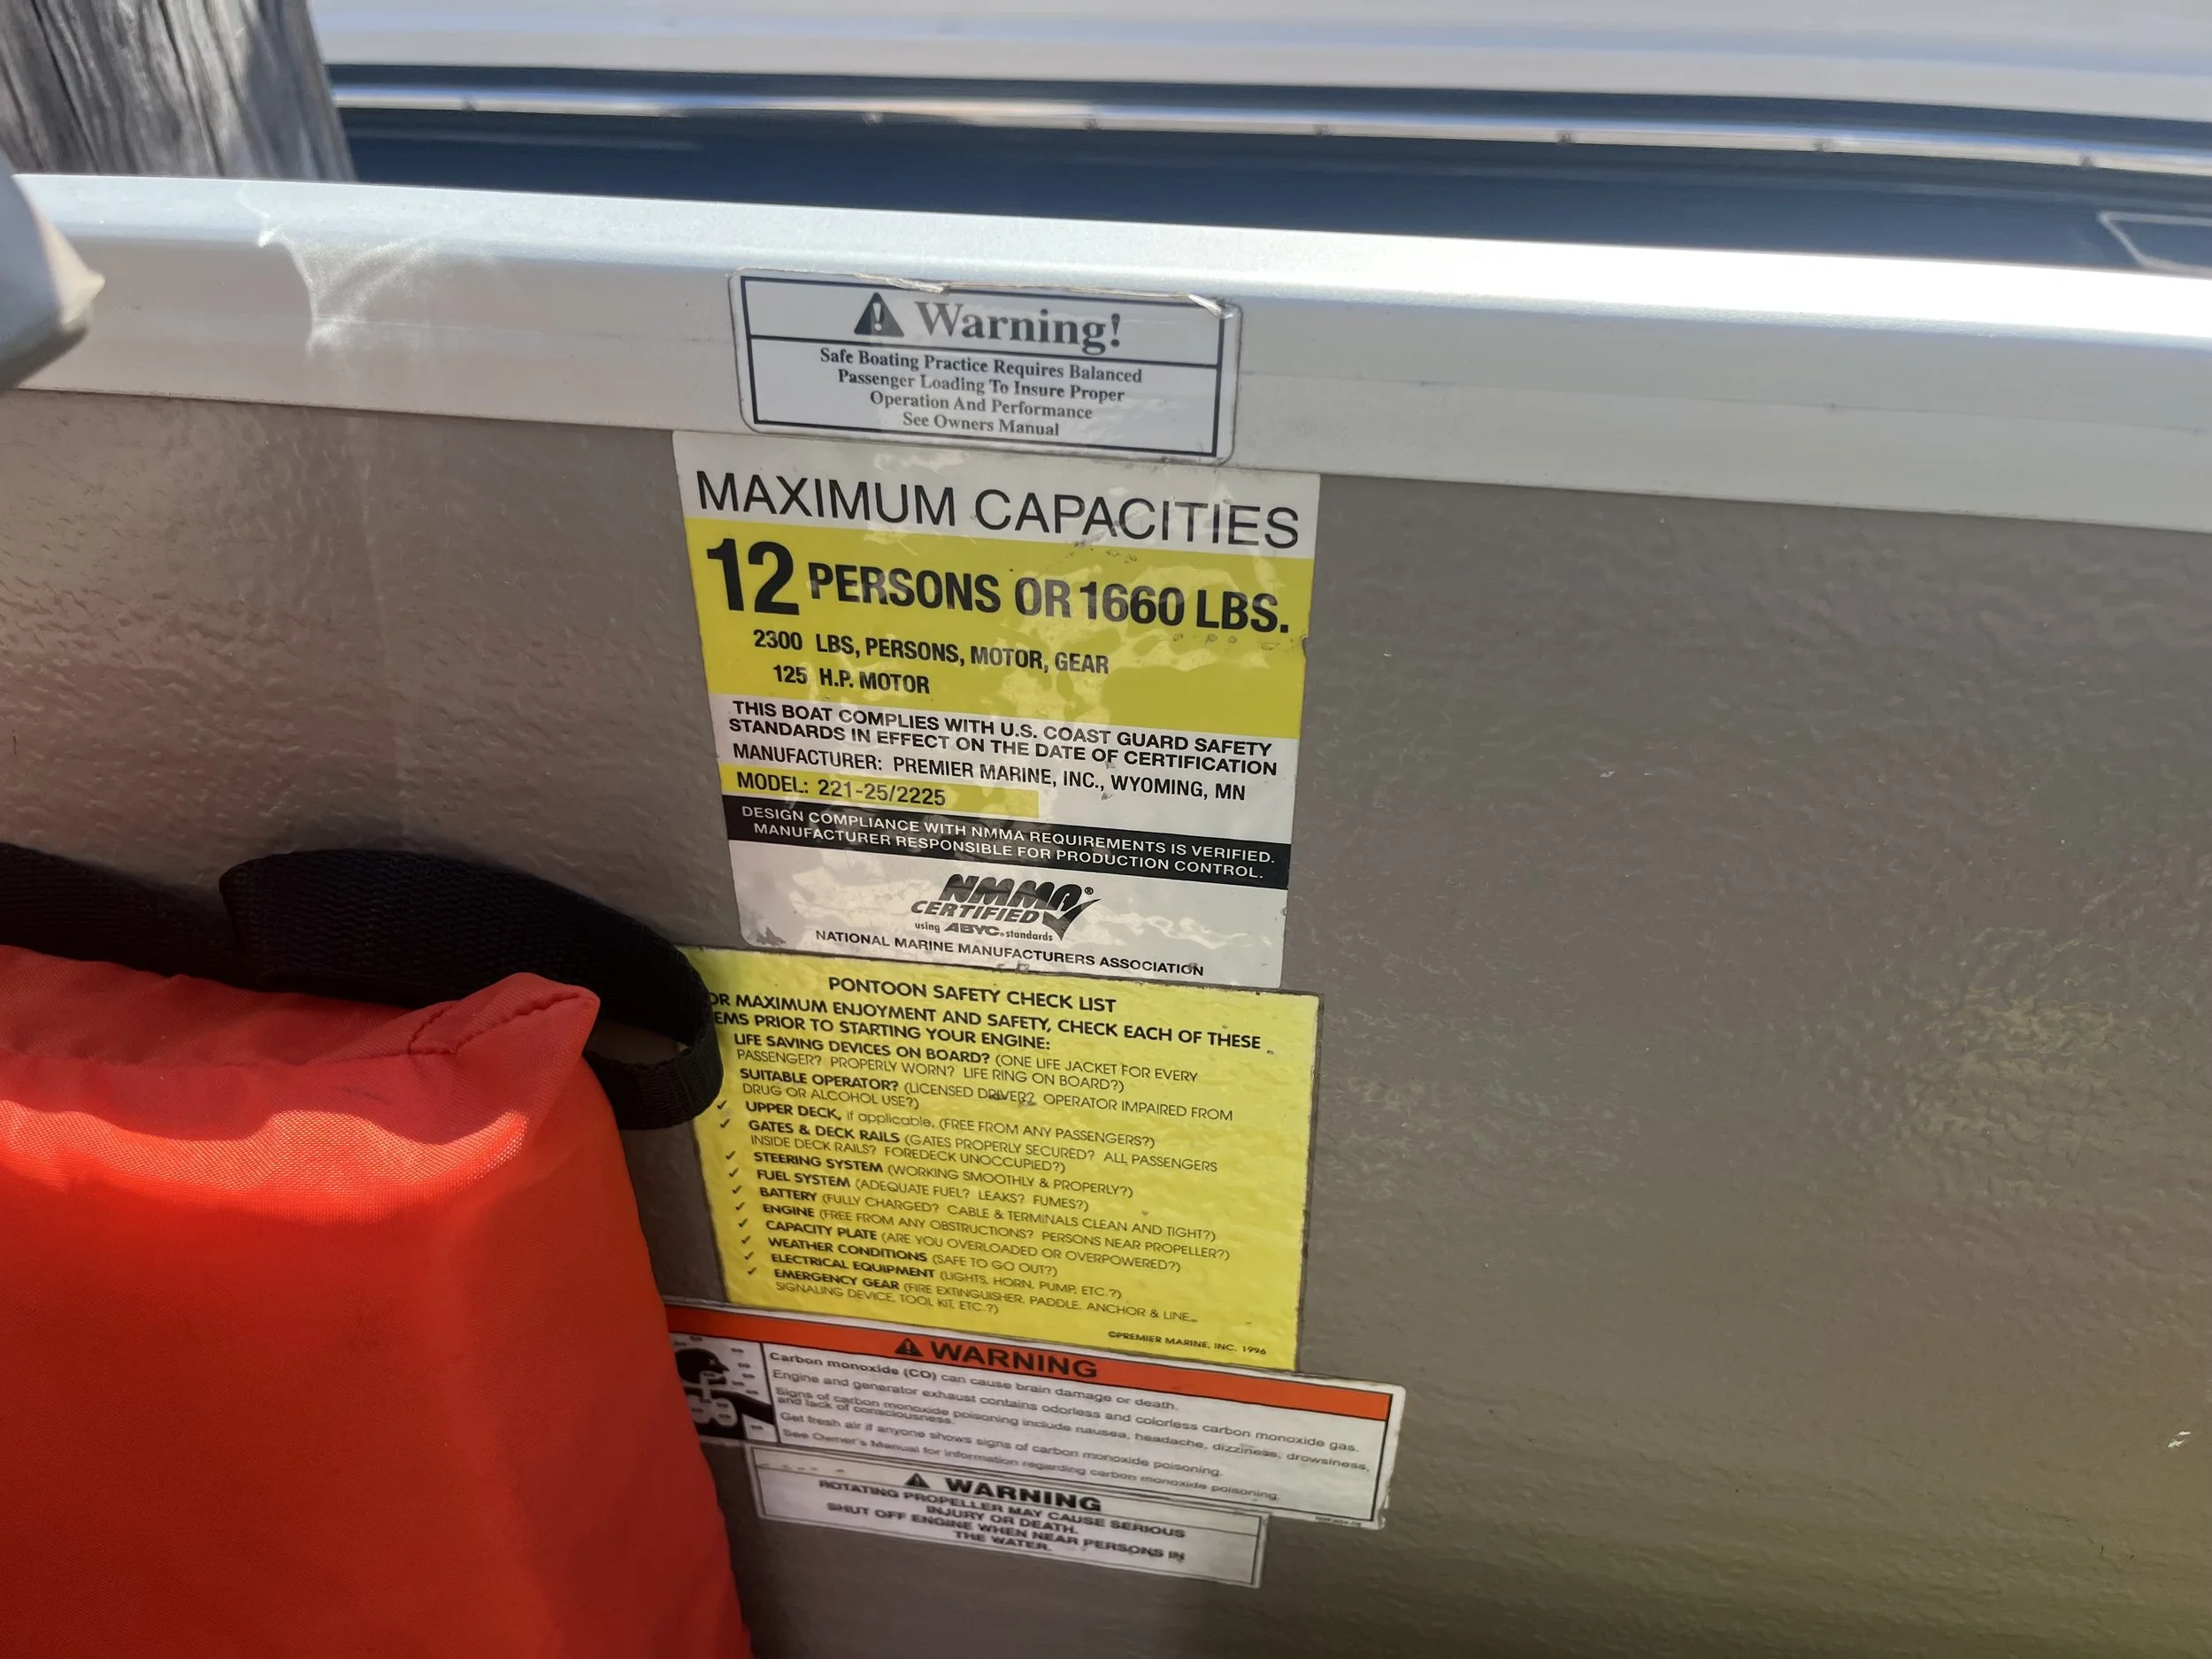 Warning!
Safe Boating Practice Requires Balanced
Passenger Loading To Insure Proper
Operation And Performance
See Owners Manual
MAXIMUM CAPACITIES
12 PERSONS OR 1660 LBS.
2300 LBS, PERSONS, MOTOR, GEAR
125 H.P. MOTOR
THIS BOAT COMPLIES WITH U.S. COAST GUARD SAFETY
STANDARDS IN EFFECT ON THE DATE OF CERTIFICATION
MANUFACTURER: PREMIER MARINE, INC., WYOMING, MN
MODEL: 221-25/2225
DESIGN COMPLIANCE WITH NMMA REQUIREMENTS IS VERIFIED.
MANUFACTURER RESPONSIBLE FOR PRODUCTION CONTROL.
NMMA®
CERTIFIED
using ABYC® standards
NATIONAL MARINE MANUFACTURERS ASSOCIATION
PONTOON SAFETY CHECK LIST
OR MAXIMUM ENJOYMENT AND SAFETY, CHECK EACH OF THESE
EMS PRIOR TO STARTING YOUR ENGINE:
LIFE SAVING DEVICES ON BOARD? (ONE LIFE JACKET FOR EVERY
PASSENGER? PROPERLY WORN? LIFE RING ON BOARD?)
SUITABLE OPERATOR? (LICENSED DRIVER? OPERATOR IMPAIRED FROM
DRUG OR ALCOHOL USE?)
✓ UPPER DECK, if applicable, (FREE FROM ANY PASSENGERS?)
✓ GATES & DECK RAILS (GATES PROPERLY SECURED? ALL PASSENGERS
INSIDE DECK RAILS? FOREDECK UNOCCUPIED?)
✓ STEERING SYSTEM (WORKING SMOOTHLY & PROPERLY?)
✓ FUEL SYSTEM (ADEQUATE FUEL? LEAKS? FUMES?)
✓ BATTERY (FULLY CHARGED? CABLE & TERMINALS CLEAN AND TIGHT?)
✓ ENGINE (FREE FROM ANY OBSTRUCTIONS? PERSONS NEAR PROPELLER?)
✓ CAPACITY PLATE (ARE YOU OVERLOADED OR OVERPOWERED?)
✓ WEATHER CONDITIONS (SAFE TO GO OUT?)
✓ ELECTRICAL EQUIPMENT (LIGHTS, HORN, PUMP, ETC.?)
✓ EMERGENCY GEAR (FIRE EXTINGUISHER, PADDLE, ANCHOR & LINE,
SIGNALING DEVICE, TOOL KIT, ETC.?)
©PREMIER MARINE, INC. 1996
WARNING
Carbon monoxide (CO) can cause brain damage or death.
Engine and generator exhaust contains odorless and colorless carbon monoxide gas.
Signs of carbon monoxide poisoning include nausea, headache, dizziness, drowsiness,
and lack of consciousness.
Get fresh air if anyone shows signs of carbon monoxide poisoning.
See Owner's Manual for information regarding carbon monoxide poisoning.
WARNING
ROTATING PROPELLER MAY CAUSE SERIOUS
INJURY OR DEATH.
SHUT OFF ENGINE WHEN NEAR PERSONS IN
THE WATER.